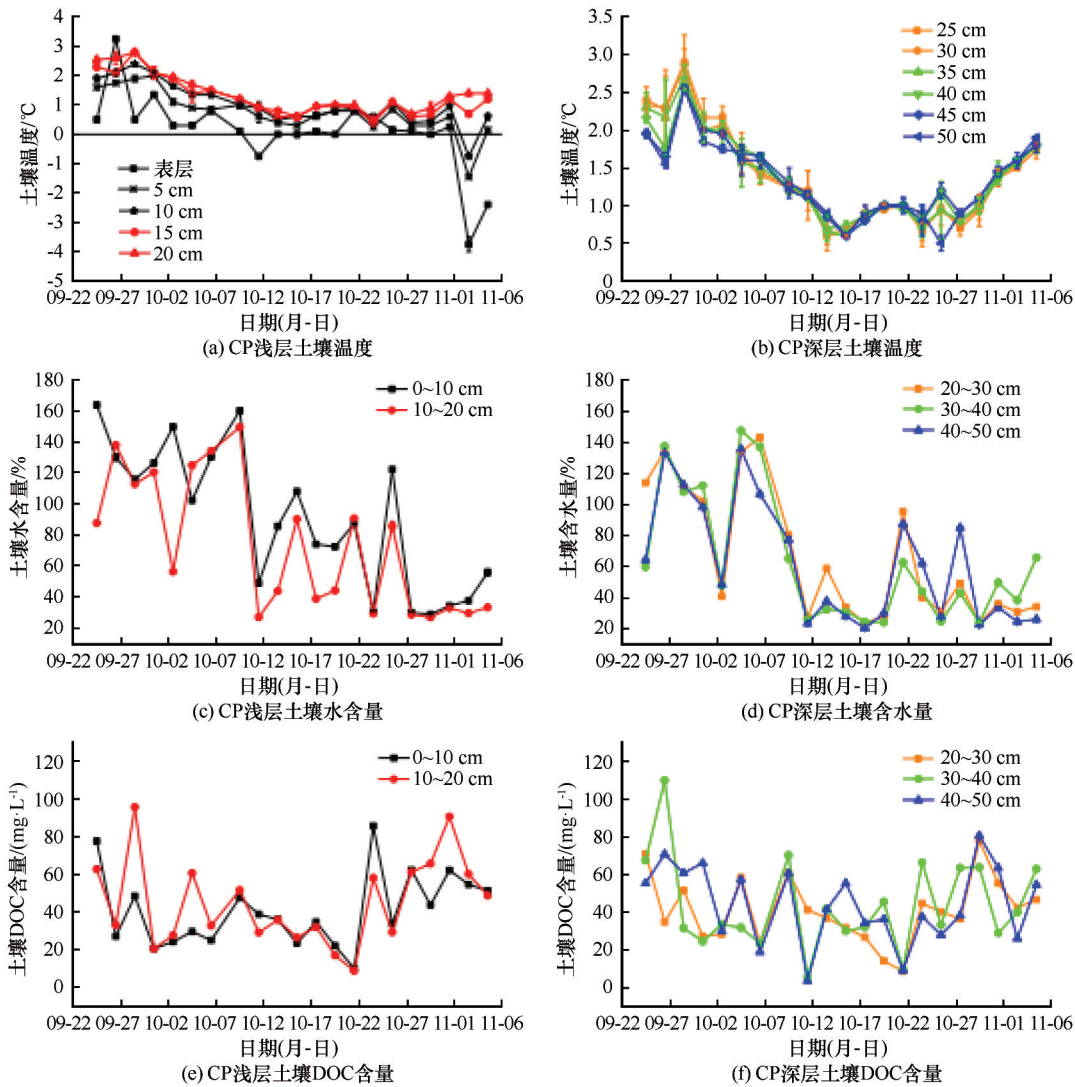 4
3
2
1
0
-1
-2
-3
-4
-5
土壤温度/℃
表层
5 cm
10 cm
15 cm
20 cm
09-22 09-27 10-02 10-07 10-12 10-17 10-22 10-27 11-01 11-06
日期(月-日)
(a) CP浅层土壤温度
3.5
3.0
2.5
2.0
1.5
1.0
0.5
0
土壤温度/℃
25 cm
30 cm
35 cm
40 cm
45 cm
50 cm
09-22 09-27 10-02 10-07 10-12 10-17 10-22 10-27 11-01 11-06
日期(月-日)
(b) CP深层土壤温度
180
160
140
120
100
80
60
40
20
土壤水含量/%
0~10 cm
10~20 cm
09-22 09-27 10-02 10-07 10-12 10-17 10-22 10-27 11-01 11-06
日期(月-日)
(c) CP浅层土壤水含量
180
160
140
120
100
80
60
40
20
土壤含水量/%
20~30 cm
30~40 cm
40~50 cm
09-22 09-27 10-02 10-07 10-12 10-17 10-22 10-27 11-01 11-06
日期(月-日)
(d) CP深层土壤含水量
120
100
80
60
40
20
0
土壤DOC含量/(mg·L⁻¹)
0~10 cm
10~20 cm
09-22 09-27 10-02 10-07 10-12 10-17 10-22 10-27 11-01 11-06
日期(月-日)
(e) CP浅层土壤DOC含量
120
100
80
60
40
20
0
土壤DOC含量/(mg·L⁻¹)
20~30 cm
30~40 cm
40~50 cm
09-22 09-27 10-02 10-07 10-12 10-17 10-22 10-27 11-01 11-06
日期(月-日)
(f) CP深层土壤DOC含量